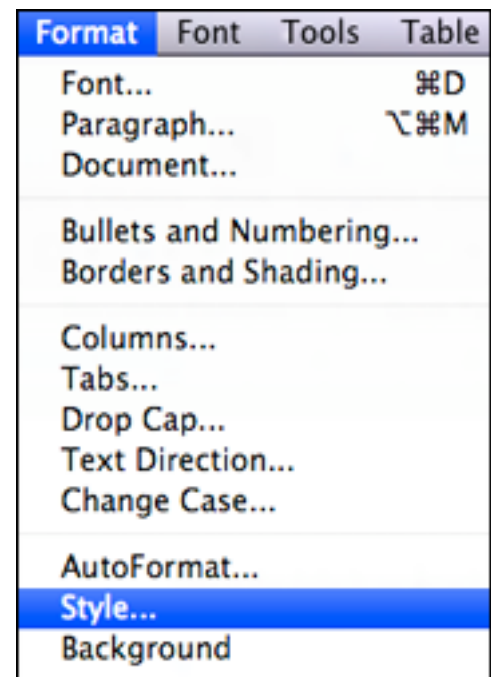 Format Font Tools Table
Font... ⌘D
Paragraph... ⌥⌘M
Document...
Bullets and Numbering...
Borders and Shading...
Columns...
Tabs...
Drop Cap...
Text Direction...
Change Case...
AutoFormat...
Style...
Background